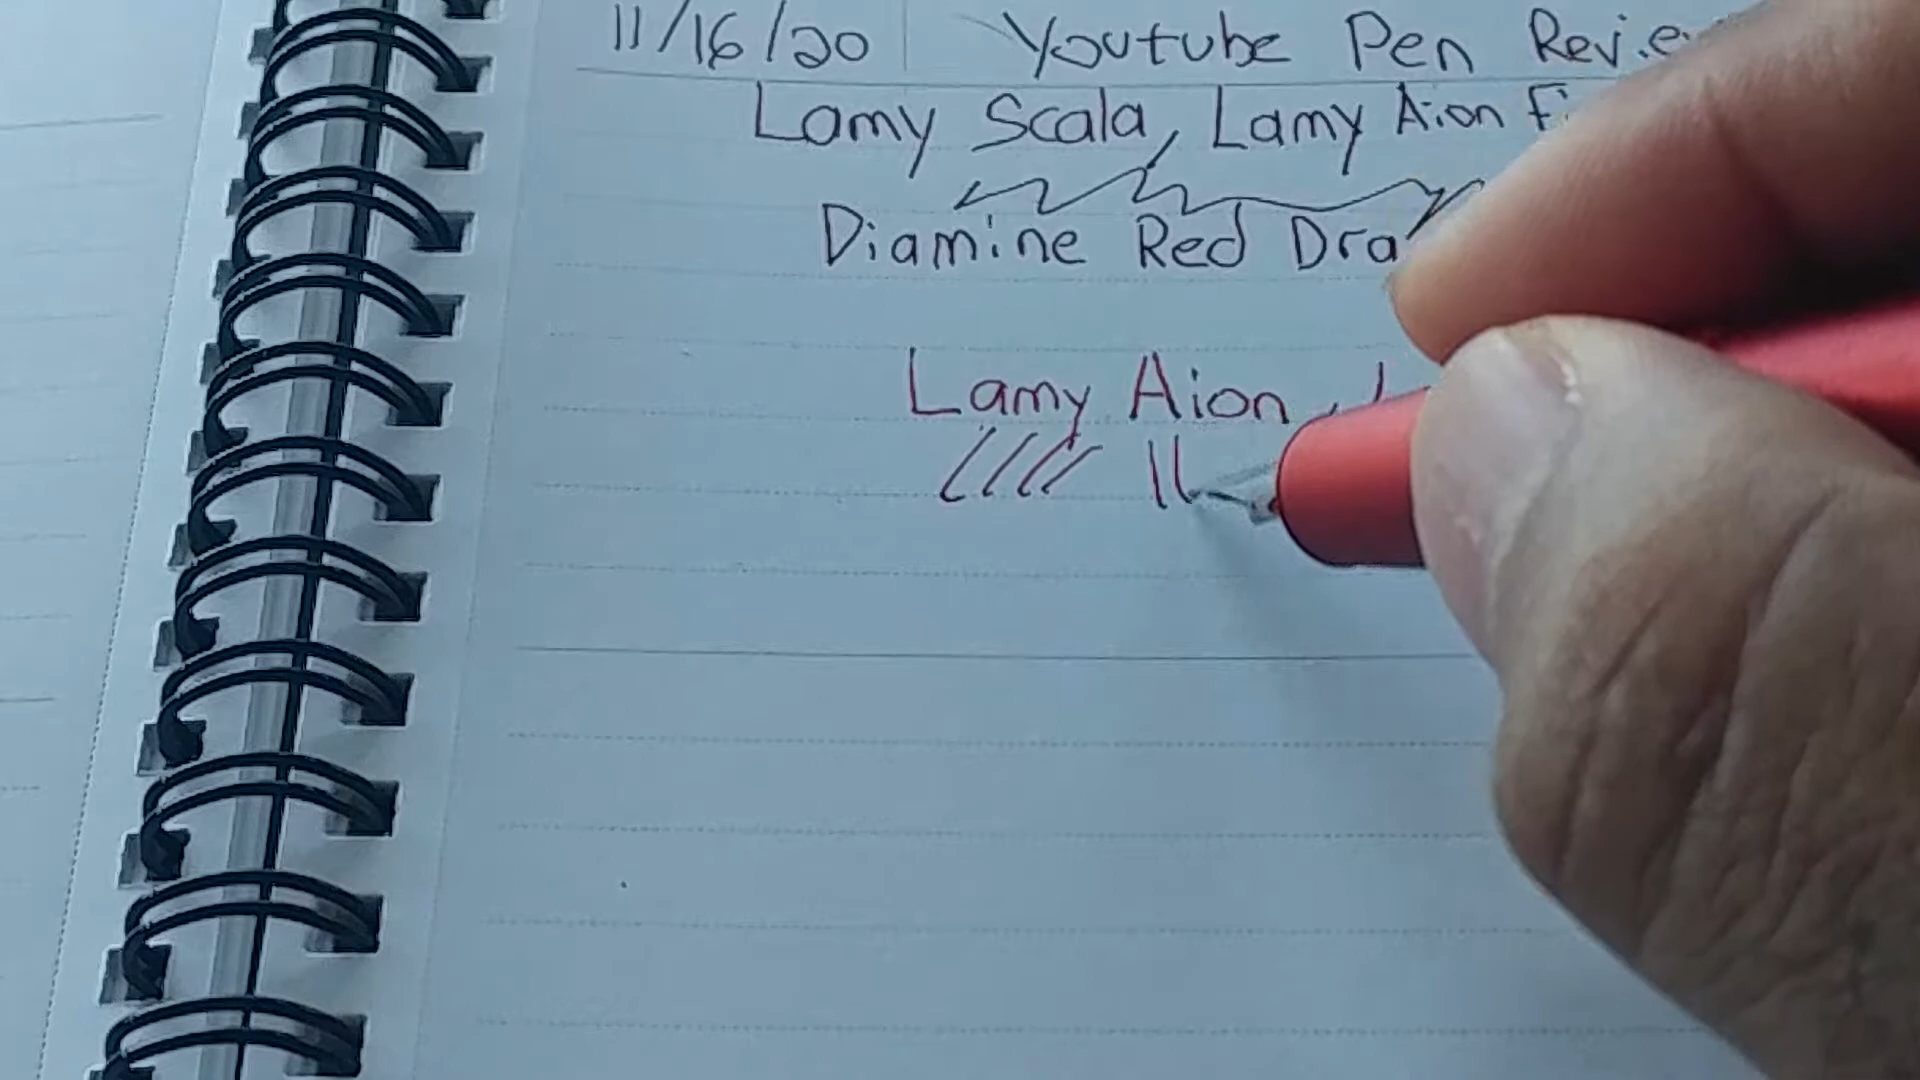 11/16/20 Youtube Pen
Lamy Scala, Lamy Aion
Diamine Red
Lamy Aion,